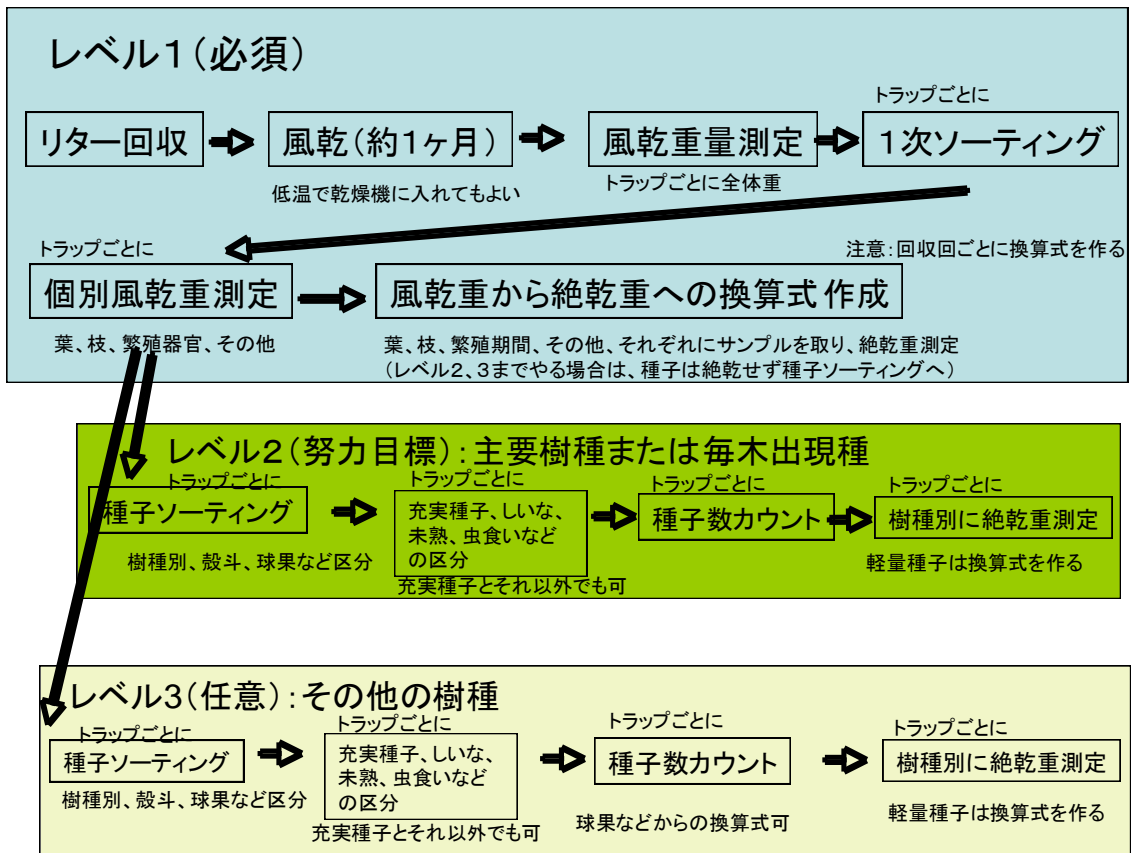 レベル1(必須)
トラップごとに
リター回収
風乾(約1ヶ月)
風乾重量測定
1次ソーティング
低温で乾燥機に入れてもよい
トラップごとに全体重
トラップごとに
注意:回収回ごとに換算式を作る
個別風乾重測定
風乾重から絶乾重への換算式作成
葉、枝、繁殖器官、その他
葉、枝、繁殖期間、その他、それぞれにサンプルを取り、絶乾重測定
(レベル2、3までやる場合は、種子は絶乾せず種子ソーティングへ)
レベル2(努力目標):主要樹種または毎木出現種
トラップごとに
種子ソーティング
樹種別、殻斗、球果など区分
トラップごとに
充実種子、しいな、
未熟、虫食いなど
の区分
充実種子とそれ以外でも可
トラップごとに
種子数カウント
トラップごとに
樹種別に絶乾重測定
軽量種子は換算式を作る
レベル3(任意):その他の樹種
トラップごとに
種子ソーティング
樹種別、殻斗、球果など区分
トラップごとに
充実種子、しいな、
未熟、虫食いなど
の区分
充実種子とそれ以外でも可
トラップごとに
種子数カウント
球果などからの換算式可
トラップごとに
樹種別に絶乾重測定
軽量種子は換算式を作る